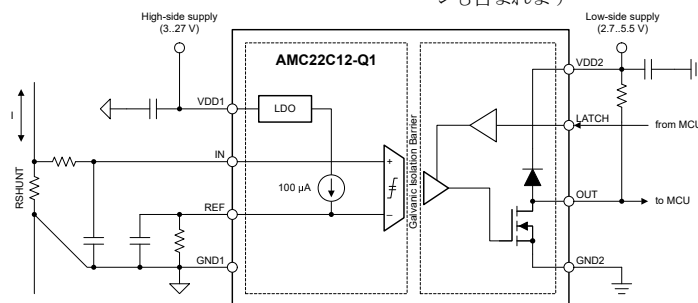 High-side supply
(3..27 V)
Low-side supply
(2.7..5.5 V)
AMC22C12-Q1
VDD1
LDO
VDD2
LATCH
from MCU
I
IN
+
100 µA
Galvanic Isolation Barrier
RSHUNT
REF
–
OUT
to MCU
GND1
GND2